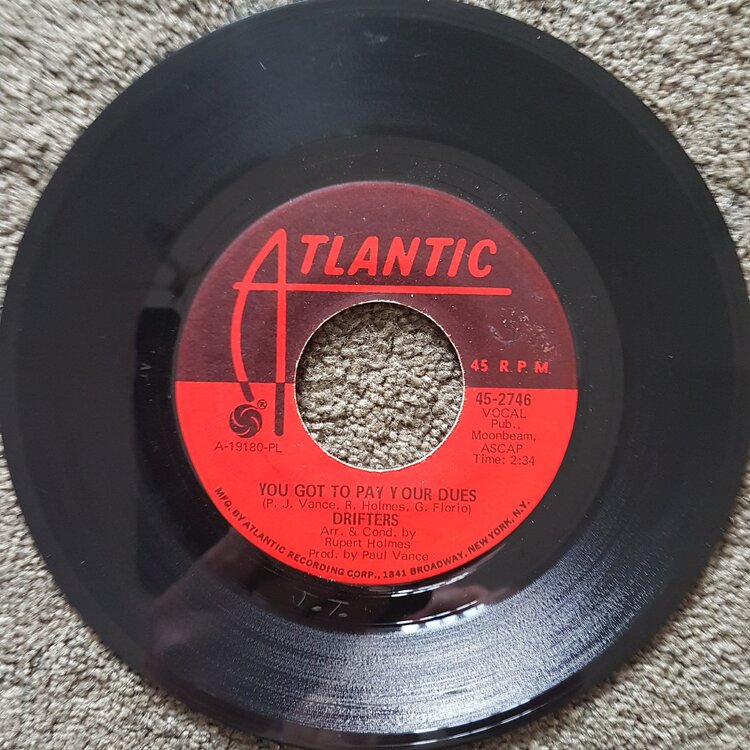 ATLANTIC
45 R.P.M.
45-2746
VOCAL
Pub.,
Moonbeam,
ASCAP
Time: 2:34
®
A-19180-PL
YOU GOT TO PAY YOUR DUES
(P. J. Vance, R. Holmes, G. Florio)
DRIFTERS
Arr. & Cond. by
Rupert Holmes
Prod. by Paul Vance
MFG. BY ATLANTIC RECORDING CORP., 1841 BROADWAY, NEW YORK, N.Y.
T.T.